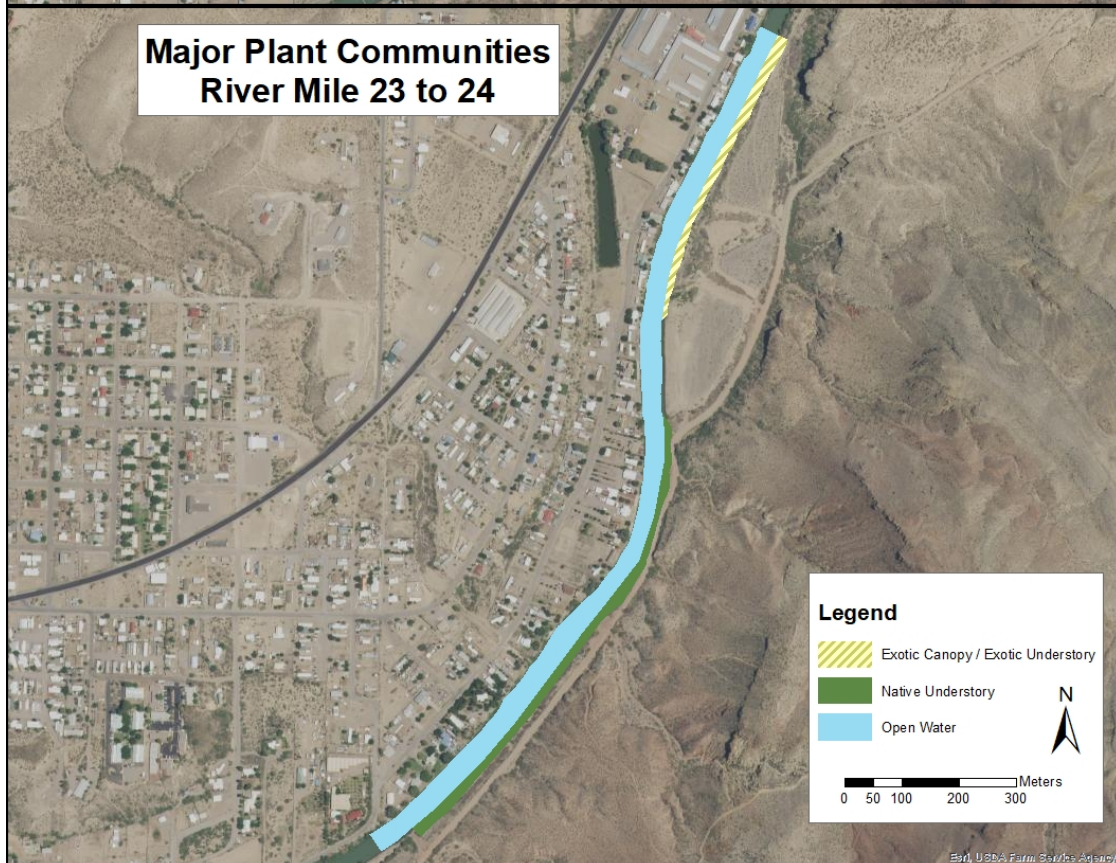 Major Plant Communities
River Mile 23 to 24
Legend
Exotic Canopy / Exotic Understory
Native Understory
Open Water
N
Meters
0 50 100 200 300
Esri, USDA Farm Service Agency